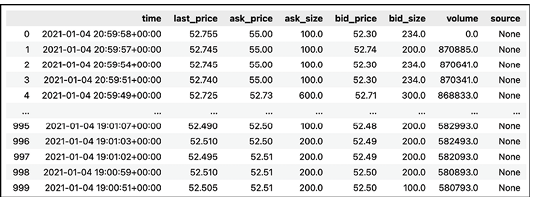 time last_price ask_price ask_size bid_price bid_size volume source
0 2021-01-04 20:59:58+00:00 52.755 55.00 100.0 52.30 234.0 0.0 None
1 2021-01-04 20:59:57+00:00 52.745 55.00 100.0 52.74 200.0 870885.0 None
2 2021-01-04 20:59:54+00:00 52.745 55.00 100.0 52.30 234.0 870641.0 None
3 2021-01-04 20:59:51+00:00 52.740 55.00 100.0 52.30 234.0 870341.0 None
4 2021-01-04 20:59:49+00:00 52.725 52.73 600.0 52.71 300.0 868833.0 None
... ... ... ... ... ... ... ... ...
995 2021-01-04 19:01:07+00:00 52.490 52.50 100.0 52.48 200.0 582993.0 None
996 2021-01-04 19:01:03+00:00 52.510 52.50 200.0 52.49 200.0 582493.0 None
997 2021-01-04 19:01:02+00:00 52.495 52.51 200.0 52.49 200.0 582093.0 None
998 2021-01-04 19:00:59+00:00 52.510 52.51 200.0 52.50 200.0 580893.0 None
999 2021-01-04 19:00:51+00:00 52.505 52.51 200.0 52.50 100.0 580793.0 None